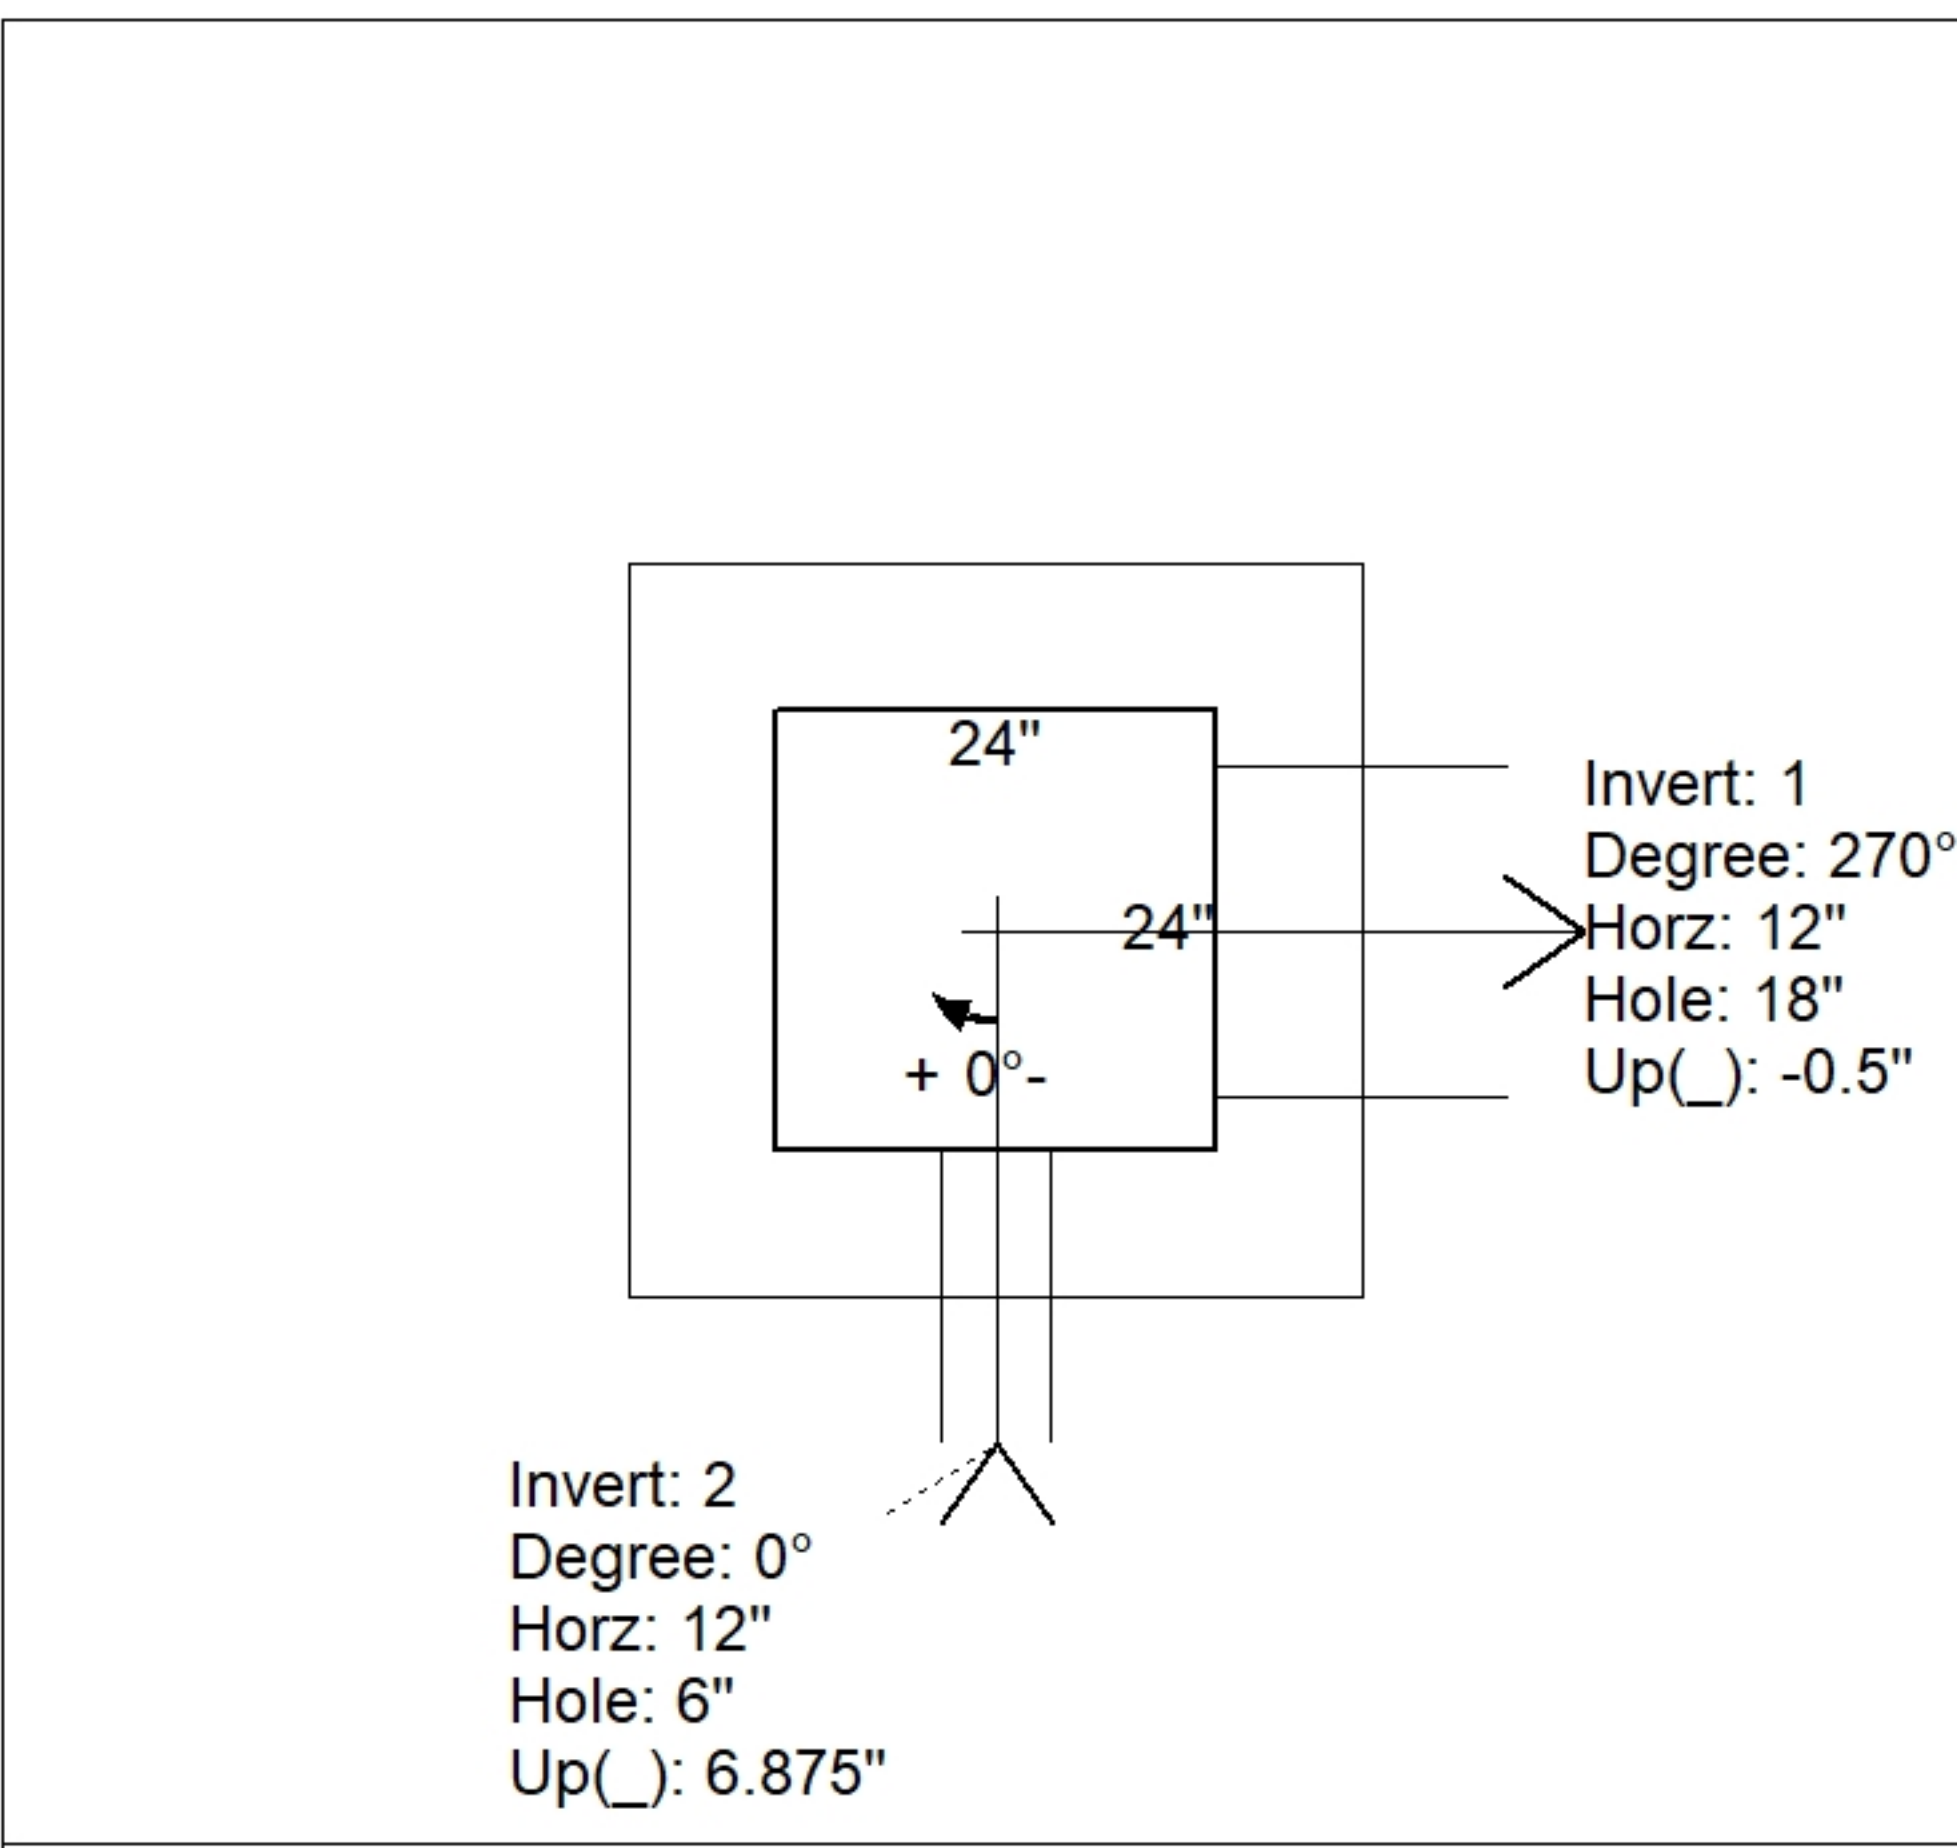 24"
24"
+ 0°-
Invert: 1
Degree: 270°
Horz: 12"
Hole: 18"
Up(_): -0.5"
Invert: 2
Degree: 0°
Horz: 12"
Hole: 6"
Up(_): 6.875"